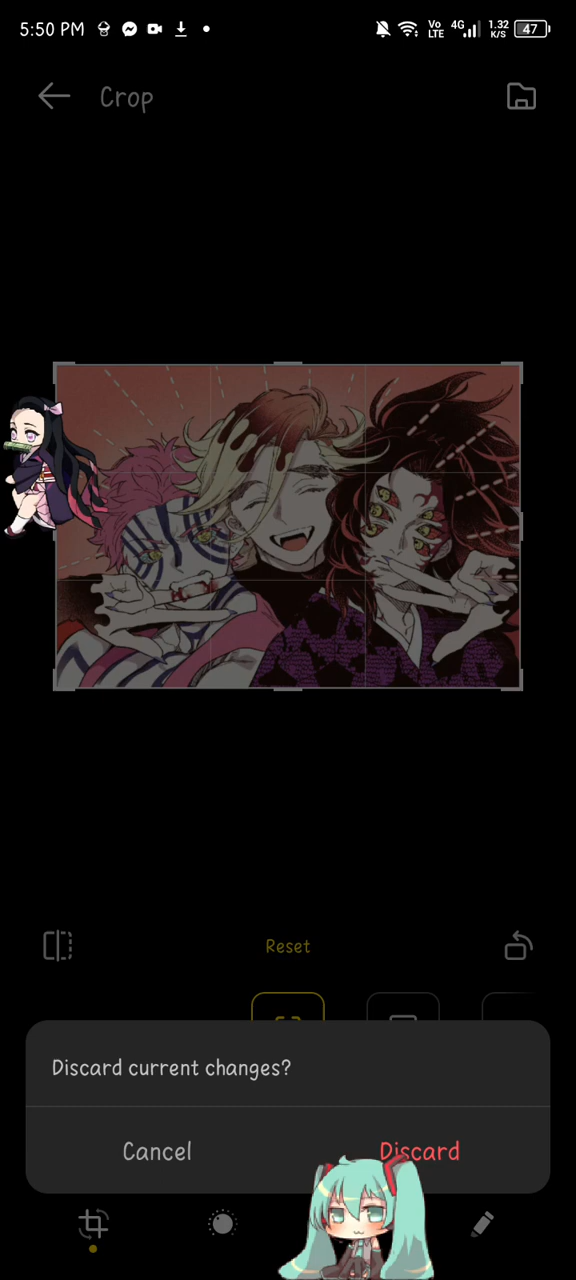 5:50 PM
Vo LTE
4G
1.32 K/S
47
Crop
Reset
Discard current changes?
Cancel
Discard